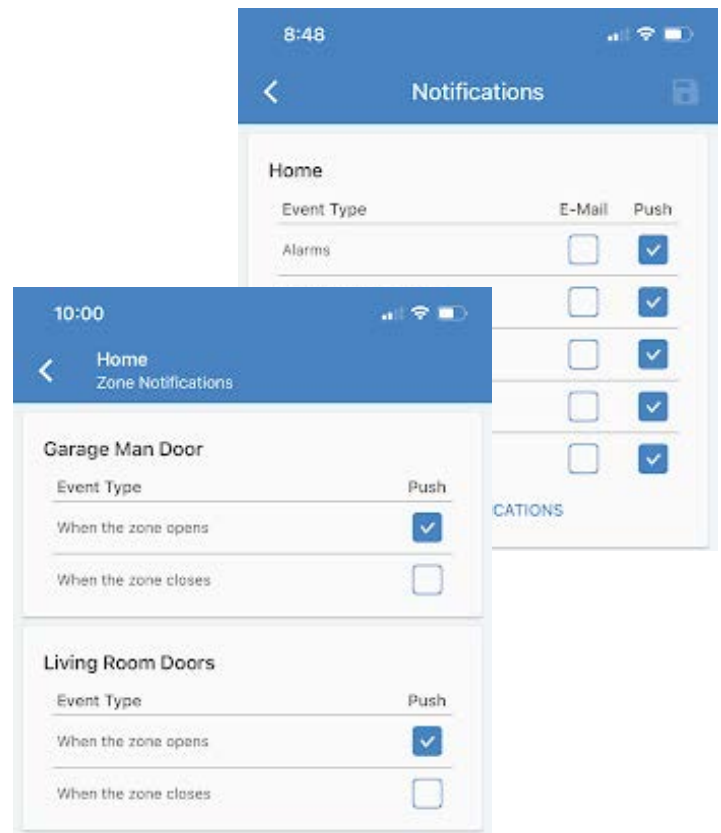 8:48
Notifications
Home
Event Type E-Mail Push
Alarms
CATIONS
10:00
Home
Zone Notifications
Garage Man Door
Event Type Push
When the zone opens
When the zone closes
Living Room Doors
Event Type Push
When the zone opens
When the zone closes